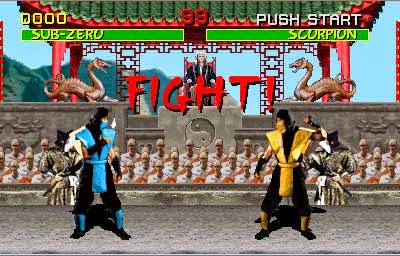 0000 99 PUSH START
SUB-ZERO SCORPION
FIGHT!